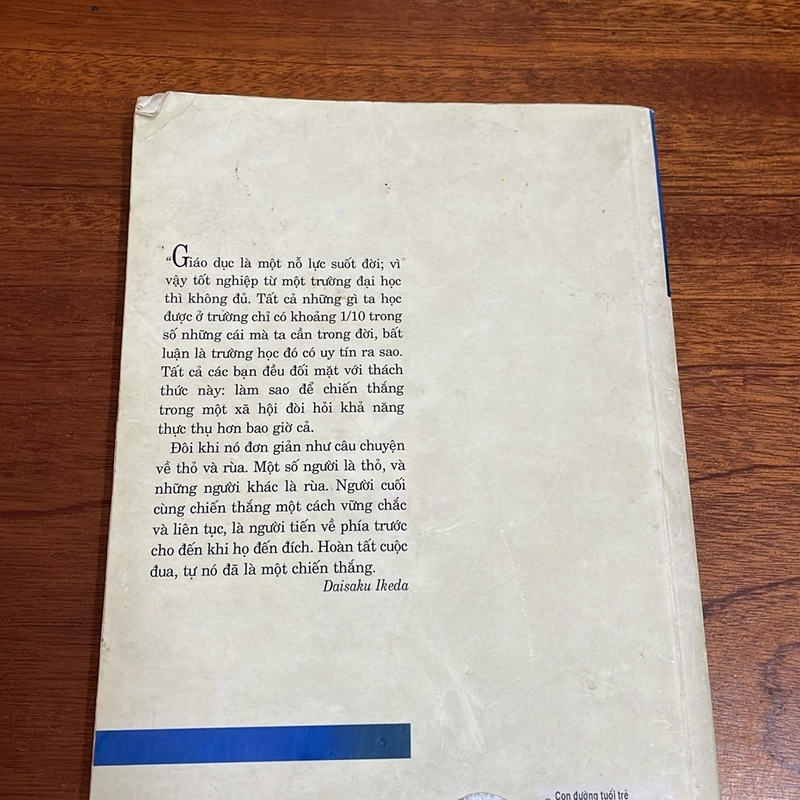 “Giáo dục là một nỗ lực suốt đời; vì
vậy tốt nghiệp từ một trường đại học
thì không đủ. Tất cả những gì ta học
được ở trường chỉ có khoảng 1/10 trong
số những cái mà ta cần trong đời, bất
luận là trường học đó có uy tín ra sao.
Tất cả các bạn đều đối mặt với thách
thức này: làm sao để chiến thắng
trong một xã hội đòi hỏi khả năng
thực thụ hơn bao giờ cả.
Đôi khi nó đơn giản như câu chuyện
về thỏ và rùa. Một số người là thỏ, và
những người khác là rùa. Người cuối
cùng chiến thắng một cách vững chắc
và liên tục, là người tiến về phía trước
cho đến khi họ đến đích. Hoàn tất cuộc
đua, tự nó đã là một chiến thắng.
Daisaku Ikeda
Con đường tuổi trẻ